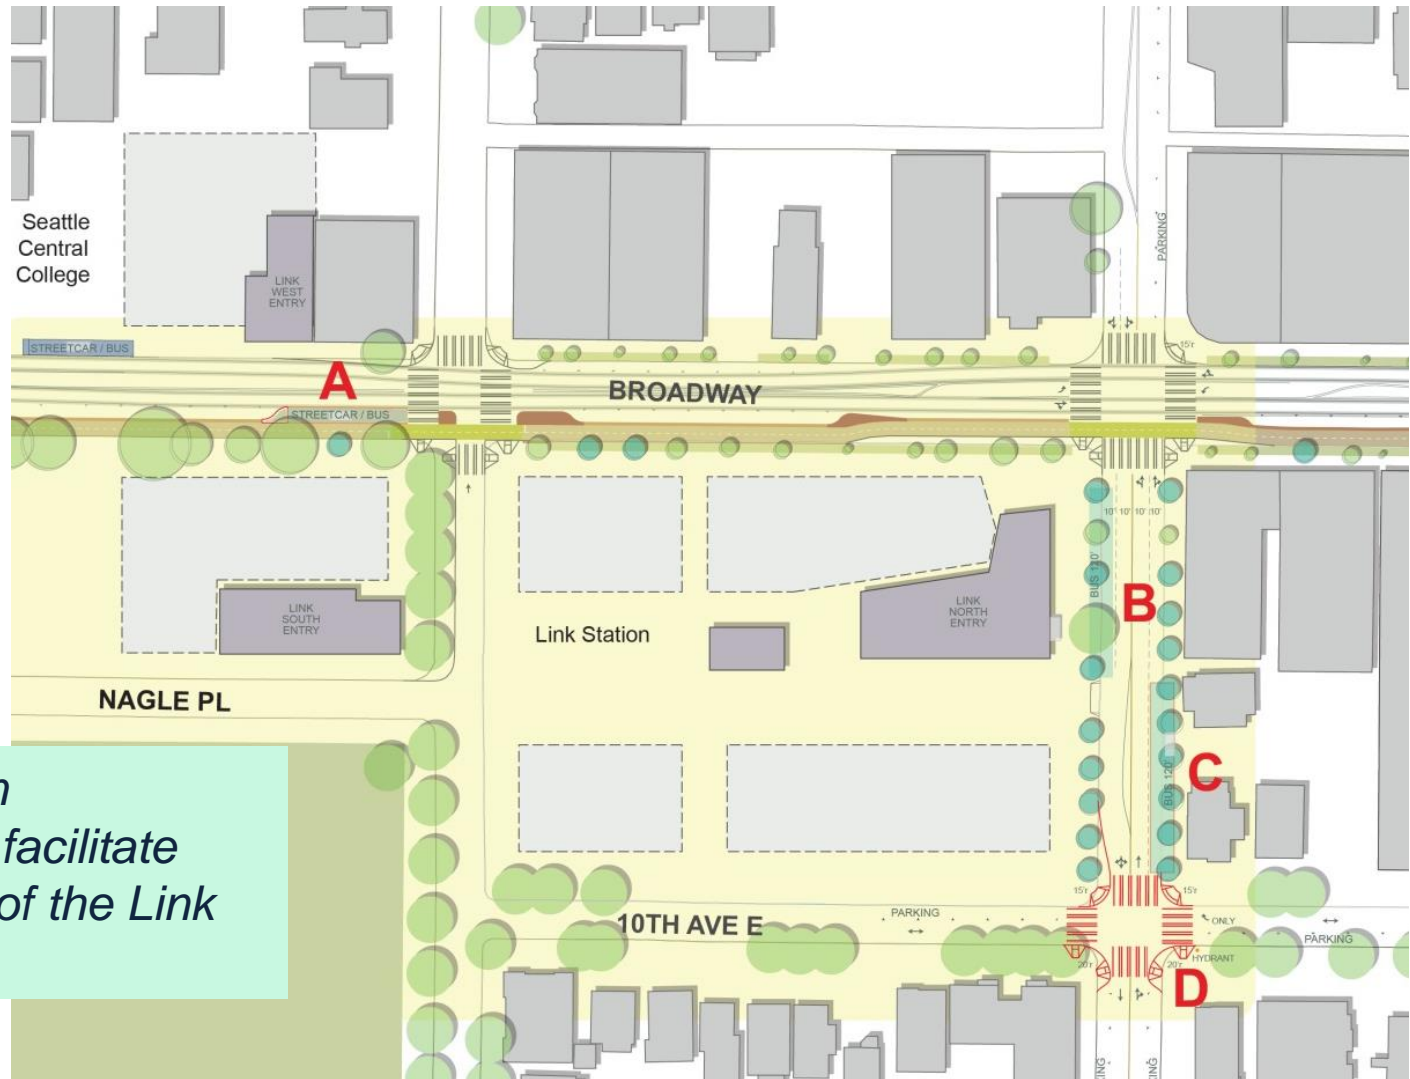 Seattle
Central
College
LINK
WEST
ENTRY
PARKING
STREETCAR / BUS
15'r
A
BROADWAY
STREETCAR / BUS
10' 10' 10' 10'
BUS 120'
B
LINK
SOUTH
ENTRY
Link Station
LINK
NORTH
ENTRY
NAGLE PL
C
BUS 120'
facilitate
of the Link
15'r
15'r
10TH AVE E
PARKING
ONLY
PARKING
20'r
20'r
HYDRANT
D